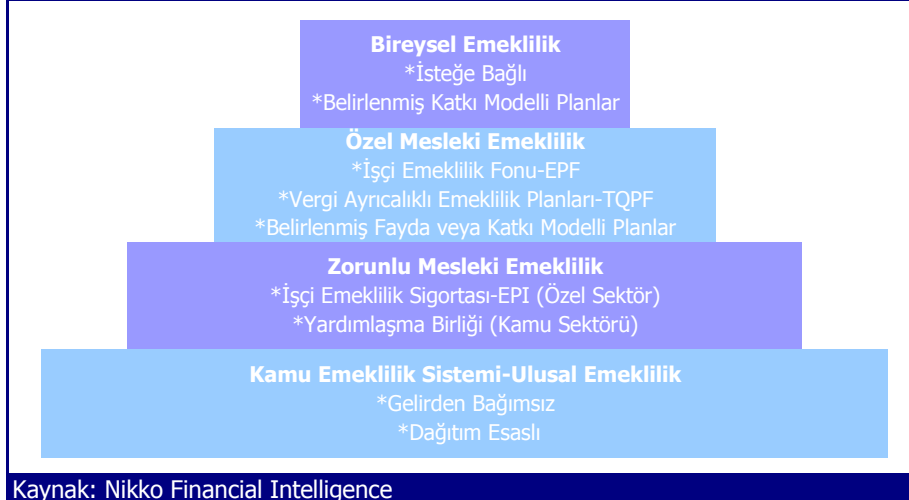 Bireysel Emeklilik
*İsteğe Bağlı
*Belirlenmiş Katkı Modelli Planlar
Özel Mesleki Emeklilik
*İşçi Emeklilik Fonu-EPF
*Vergi Ayrıcalıklı Emeklilik Planları-TQPF
*Belirlenmiş Fayda veya Katkı Modelli Planlar
Zorunlu Mesleki Emeklilik
*İşçi Emeklilik Sigortası-EPI (Özel Sektör)
*Yardımlaşma Birliği (Kamu Sektörü)
Kamu Emeklilik Sistemi-Ulusal Emeklilik
*Gelirden Bağımsız
*Dağıtım Esaslı
Kaynak: Nikko Financial Intelligence